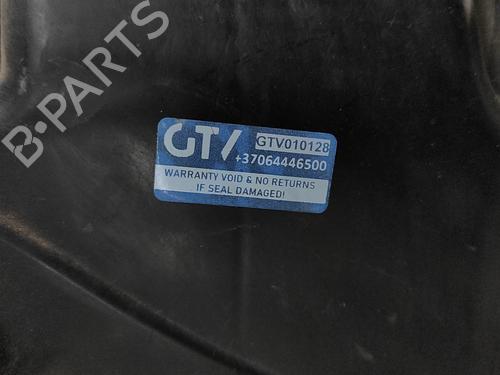 B-PARTS
GTV GTV010128
+37064446500
WARRANTY VOID & NO RETURNS
IF SEAL DAMAGED!